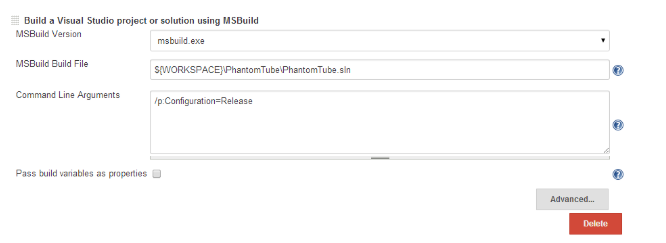 Build a Visual Studio project or solution using MSBuild
MSBuild Version
msbuild.exe
MSBuild Build File
${WORKSPACE}\PhantomTube\PhantomTube.sln
Command Line Arguments
/p:Configuration=Release
Pass build variables as properties
Advanced...
Delete